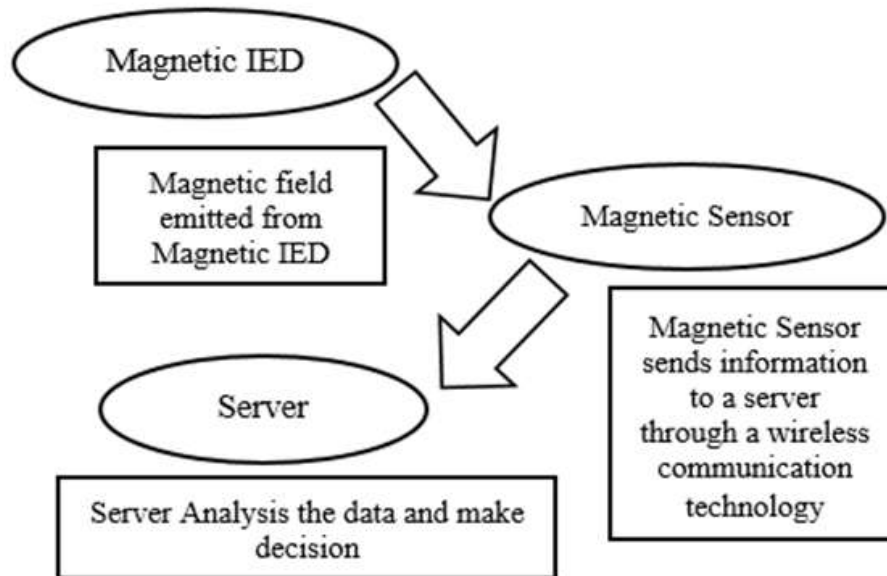 Magnetic IED
Magnetic field
emitted from
Magnetic IED
Magnetic Sensor
Magnetic Sensor
sends information
to a server
through a wireless
communication
technology
Server
Server Analysis the data and make
decision